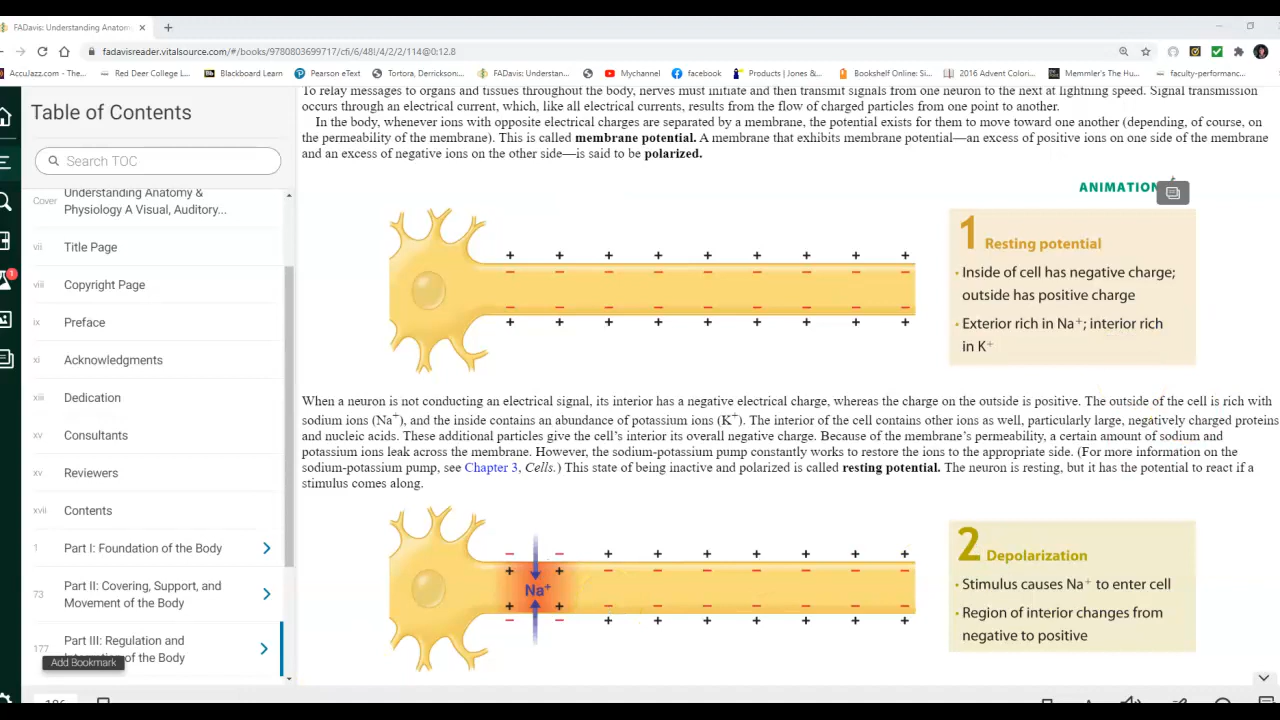 FADavis: Understanding Anatom
fadavisreader.vitalsource.com/#/books/9780803699717/cfi/6/48!/4/2/2/114@0:12.8
AccuJazz.com - The...
Red Deer College L...
Blackboard Learn
Pearson eText
Tortora, Derrickson...
FADavis: Understan...
Mychannel
facebook
Products | Jones &...
Bookshelf Online: Si...
2016 Advent Colori...
Memmler's The Hu...
faculty-performanc...
Table of Contents
Search TOC
Cover
Understanding Anatomy &
Physiology A Visual, Auditory...
vii Title Page
viii Copyright Page
ix Preface
xi Acknowledgments
xiii Dedication
xv Consultants
xv Reviewers
xvii Contents
1 Part I: Foundation of the Body
73 Part II: Covering, Support, and
Movement of the Body
177 Part III: Regulation and
of the Body
Add Bookmark
1
To relay messages to organs and tissues throughout the body, nerves must initiate and then transmit signals from one neuron to the next at lightning speed. Signal transmission
occurs through an electrical current, which, like all electrical currents, results from the flow of charged particles from one point to another.
In the body, whenever ions with opposite electrical charges are separated by a membrane, the potential exists for them to move toward one another (depending, of course, on
the permeability of the membrane). This is called membrane potential. A membrane that exhibits membrane potential—an excess of positive ions on one side of the membrane
and an excess of negative ions on the other side—is said to be polarized.
ANIMATION
+ + + + + + + + +
− − − − − − − − −
− − − − − − − − −
+ + + + + + + + +
1 Resting potential
• Inside of cell has negative charge;
outside has positive charge
• Exterior rich in Na⁺; interior rich
in K⁺
When a neuron is not conducting an electrical signal, its interior has a negative electrical charge, whereas the charge on the outside is positive. The outside of the cell is rich with
sodium ions (Na⁺), and the inside contains an abundance of potassium ions (K⁺). The interior of the cell contains other ions as well, particularly large, negatively charged proteins
and nucleic acids. These additional particles give the cell's interior its overall negative charge. Because of the membrane's permeability, a certain amount of sodium and
potassium ions leak across the membrane. However, the sodium-potassium pump constantly works to restore the ions to the appropriate side. (For more information on the
sodium-potassium pump, see Chapter 3, Cells.) This state of being inactive and polarized is called resting potential. The neuron is resting, but it has the potential to react if a
stimulus comes along.
− − + + + + + + +
+ + − − − − − − −
Na⁺
+ + − − − − − − −
− − + + + + + + +
2 Depolarization
• Stimulus causes Na⁺ to enter cell
• Region of interior changes from
negative to positive